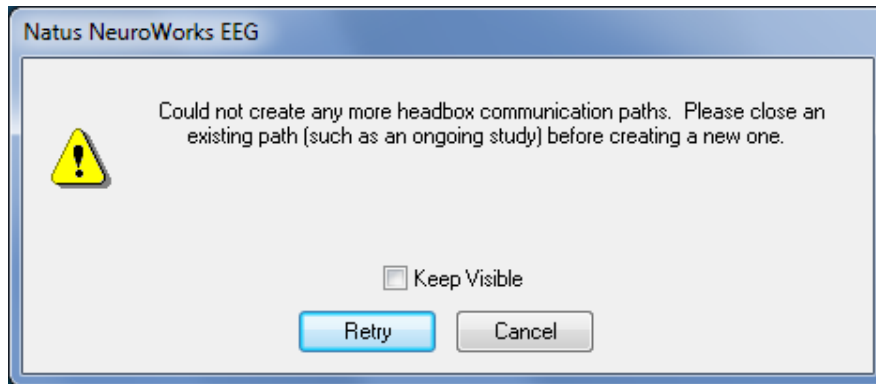 Natus NeuroWorks EEG
Could not create any more headbox communication paths. Please close an
existing path (such as an ongoing study) before creating a new one.
Keep Visible
Retry
Cancel